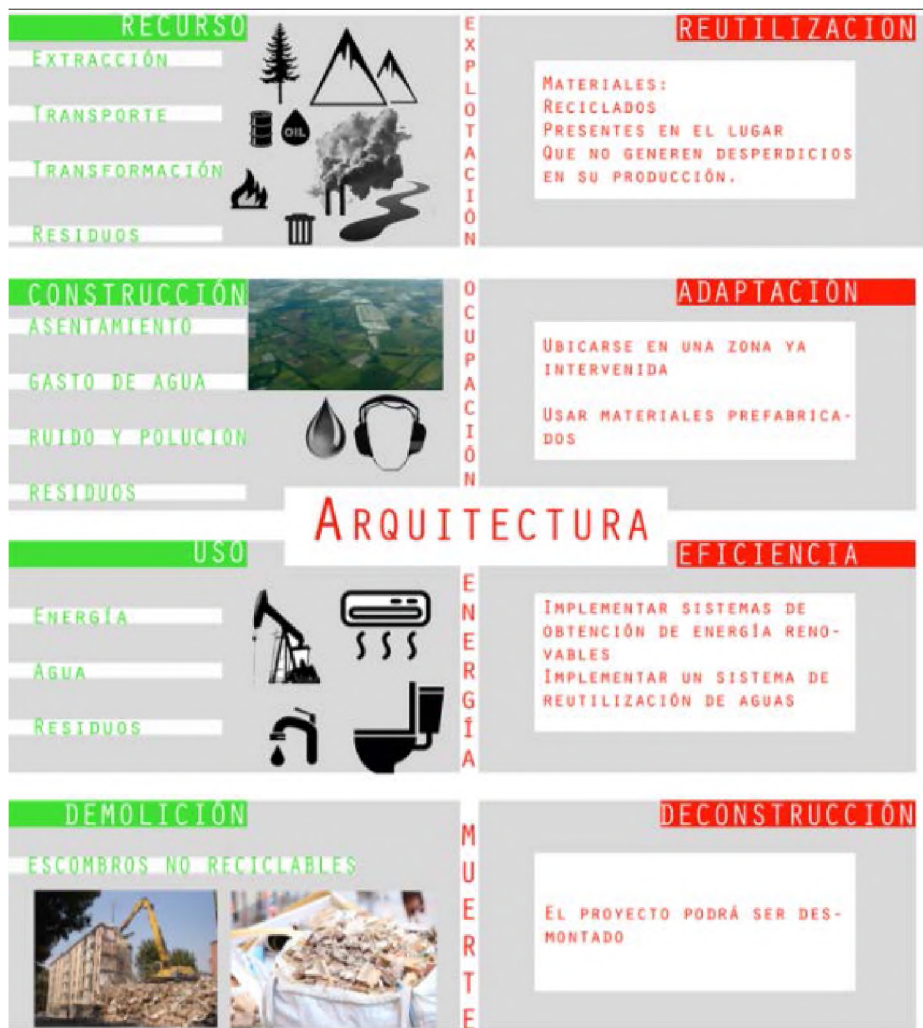 RECURSO
EXTRACCIÓN
TRANSPORTE
TRANSFORMACIÓN
RESIDUOS
OIL
EXPLOTACIÓN
REUTILIZACION
MATERIALES:
RECICLADOS
PRESENTES EN EL LUGAR
QUE NO GENEREN DESPERDICIOS
EN SU PRODUCCIÓN.
CONSTRUCCIÓN
ASENTAMIENTO
GASTO DE AGUA
RUIDO Y POLUCIÓN
RESIDUOS
OCUPACIÓN
ADAPTACIÓN
UBICARSE EN UNA ZONA YA
INTERVENIDA
USAR MATERIALES PREFABRICA-
DOS
ARQUITECTURA
USO
ENERGÍA
AGUA
RESIDUOS
ENERGÍA
EFICIENCIA
IMPLEMENTAR SISTEMAS DE
OBTENCIÓN DE ENERGÍA RENO-
VABLES
IMPLEMENTAR UN SISTEMA DE
REUTILIZACIÓN DE AGUAS
DEMOLICIÓN
ESCOMBROS NO RECICLABLES
MUERTE
DECONSTRUCCIÓN
EL PROYECTO PODRÁ SER DES-
MONTADO